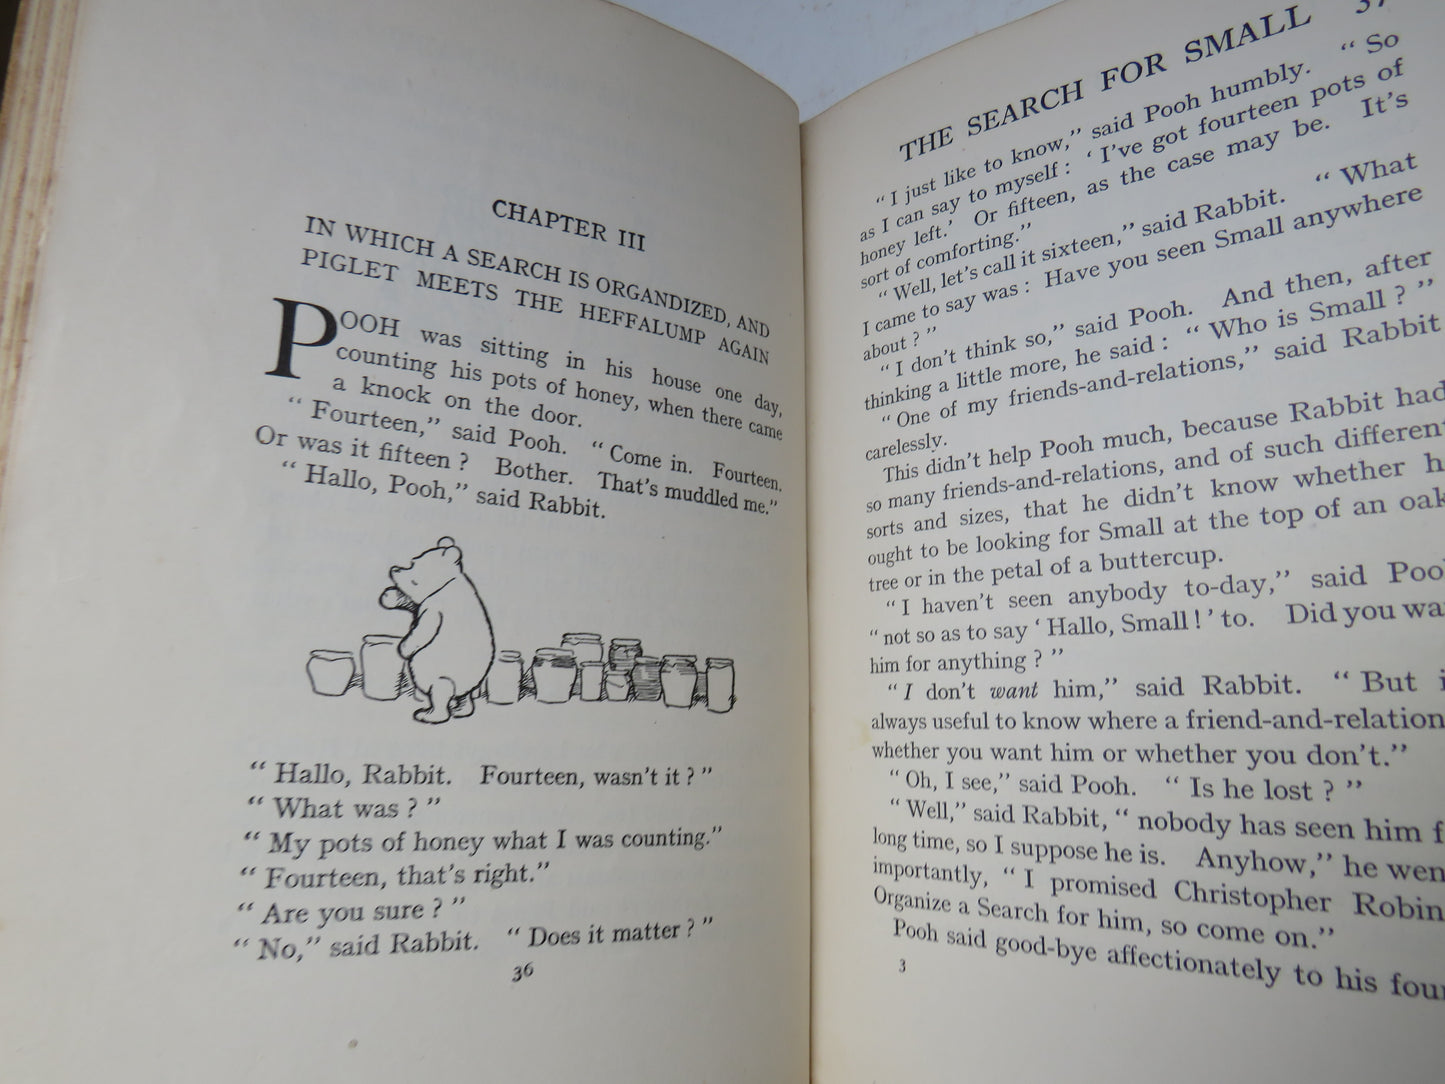 CHAPTER III
IN WHICH A SEARCH IS ORGANDIZED, AND
PIGLET MEETS THE HEFFALUMP AGAIN
POOH was sitting in his house one day,
counting his pots of honey, when there came
a knock on the door.
“ Fourteen,” said Pooh. “ Come in. Fourteen.
Or was it fifteen ? Bother. That’s muddled me.”
“ Hallo, Pooh,” said Rabbit.
“ Hallo, Rabbit. Fourteen, wasn’t it ? ”
“ What was ? ”
“ My pots of honey what I was counting.”
“ Fourteen, that’s right.”
“ Are you sure ? ”
“ No,” said Rabbit. “ Does it matter ? ”
36
THE SEARCH FOR SMALL 37
“ I just like to know,” said Pooh humbly. “ So
as I can say to myself : ‘ I’ve got fourteen pots of
honey left.’ Or fifteen, as the case may be. It’s
sort of comforting.”
“ Well, let’s call it sixteen,” said Rabbit. “ What
I came to say was : Have you seen Small anywhere
about ? ”
“ I don’t think so,” said Pooh. And then, after
thinking a little more, he said : “ Who is Small ? ”
“ One of my friends-and-relations,” said Rabbit
carelessly.
This didn’t help Pooh much, because Rabbit had
so many friends-and-relations, and of such different
sorts and sizes, that he didn’t know whether h
ought to be looking for Small at the top of an oak
tree or in the petal of a buttercup.
“ I haven’t seen anybody to-day,” said Poo
“ not so as to say ‘ Hallo, Small ! ’ to. Did you wa
him for anything ? ”
“ I don’t want him,” said Rabbit. “ But i
always useful to know where a friend-and-relation
whether you want him or whether you don’t.”
“ Oh, I see,” said Pooh. “ Is he lost ? ”
“ Well,” said Rabbit, “ nobody has seen him f
long time, so I suppose he is. Anyhow,” he wen
importantly, “ I promised Christopher Robin
Organize a Search for him, so come on.”
Pooh said good-bye affectionately to his four
3